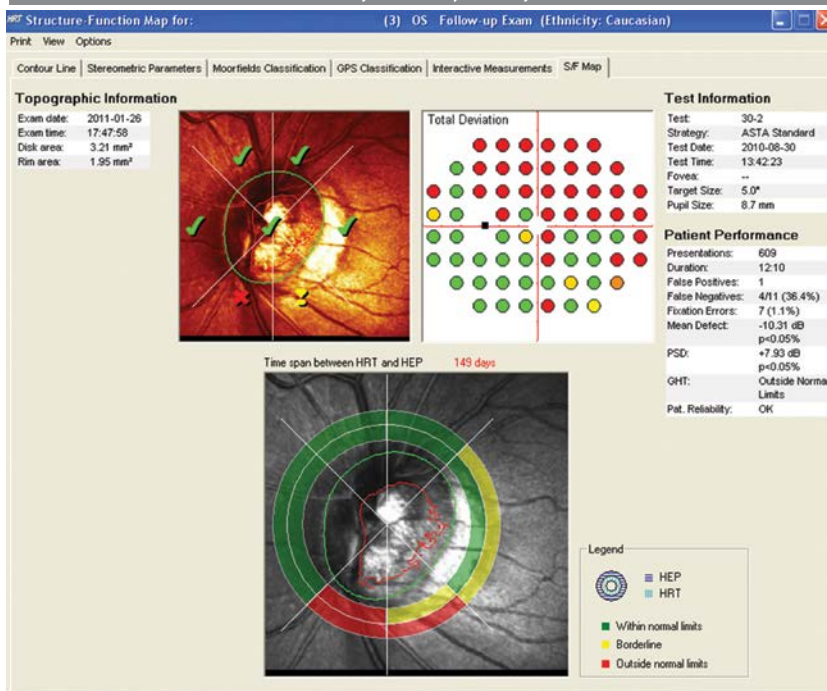 HRT Structure-Function Map for: (3) OS Follow-up Exam (Ethnicity: Caucasian)
Print View Options
Contour Line Stereometric Parameters Moorfields Classification GPS Classification Interactive Measurements S/F Map
Topographic Information
Exam date: 2011-01-26
Exam time: 17:47:58
Disk area: 3.21 mm²
Rim area: 1.95 mm²
Total Deviation
Test Information
Test: 30-2
Strategy: ASTA Standard
Test Date: 2010-08-30
Test Time: 13:42:23
Fovea: --
Target Size: 5.0°
Pupil Size: 8.7 mm
Patient Performance
Presentations: 609
Duration: 12:10
False Positives: 1
False Negatives: 4/11 (36.4%)
Fixation Errors: 7 (1.1%)
Mean Defect: -10.31 dB
p<0.05%
PSD: +7.93 dB
p<0.05%
GHT: Outside Norma
Limits
Pat. Reliability: OK
Time span between HRT and HEP 149 days
Legend
HEP
HRT
Within normal limits
Borderline
Outside normal limits